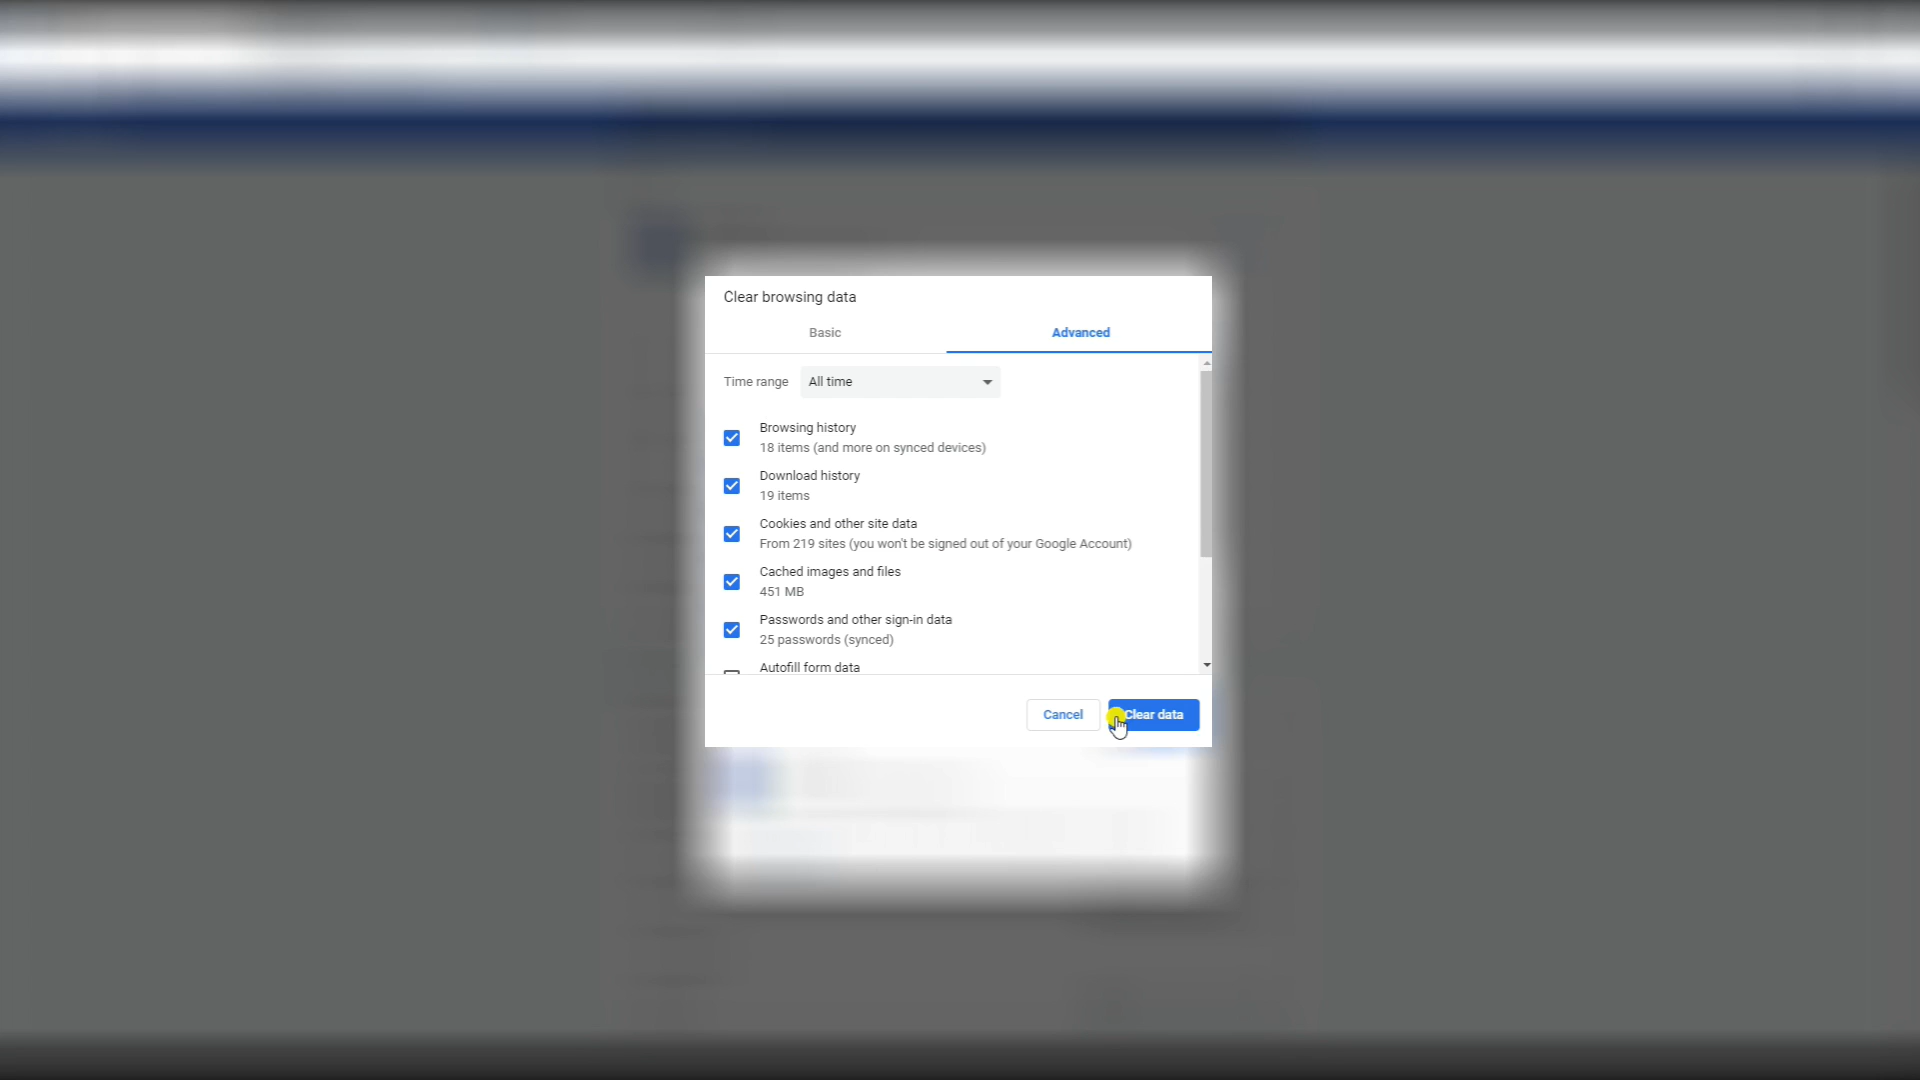 Clear browsing data
Basic
Advanced
Time range
All time
Browsing history
18 items (and more on synced devices)
Download history
19 items
Cookies and other site data
From 219 sites (you won't be signed out of your Google Account)
Cached images and files
451 MB
Passwords and other sign-in data
25 passwords (synced)
Autofill form data
Cancel
Clear data